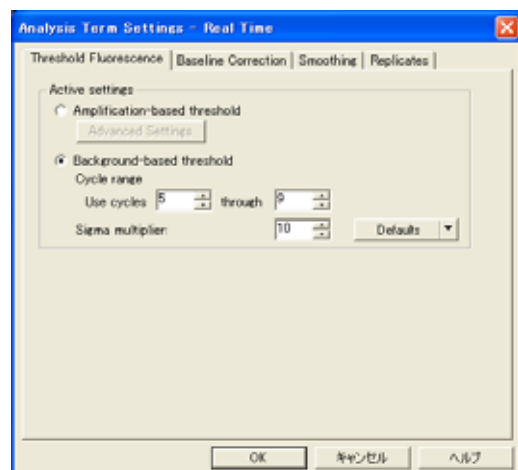 Analysis Term Settings - Real Time
Threshold Fluorescence Baseline Correction Smoothing Replicates
Active settings
Amplification-based threshold
Advanced Settings
Background-based threshold
Cycle range
Use cycles 5 through 9
Sigma multiplier: 10 Defaults
OK キャンセル ヘルプ